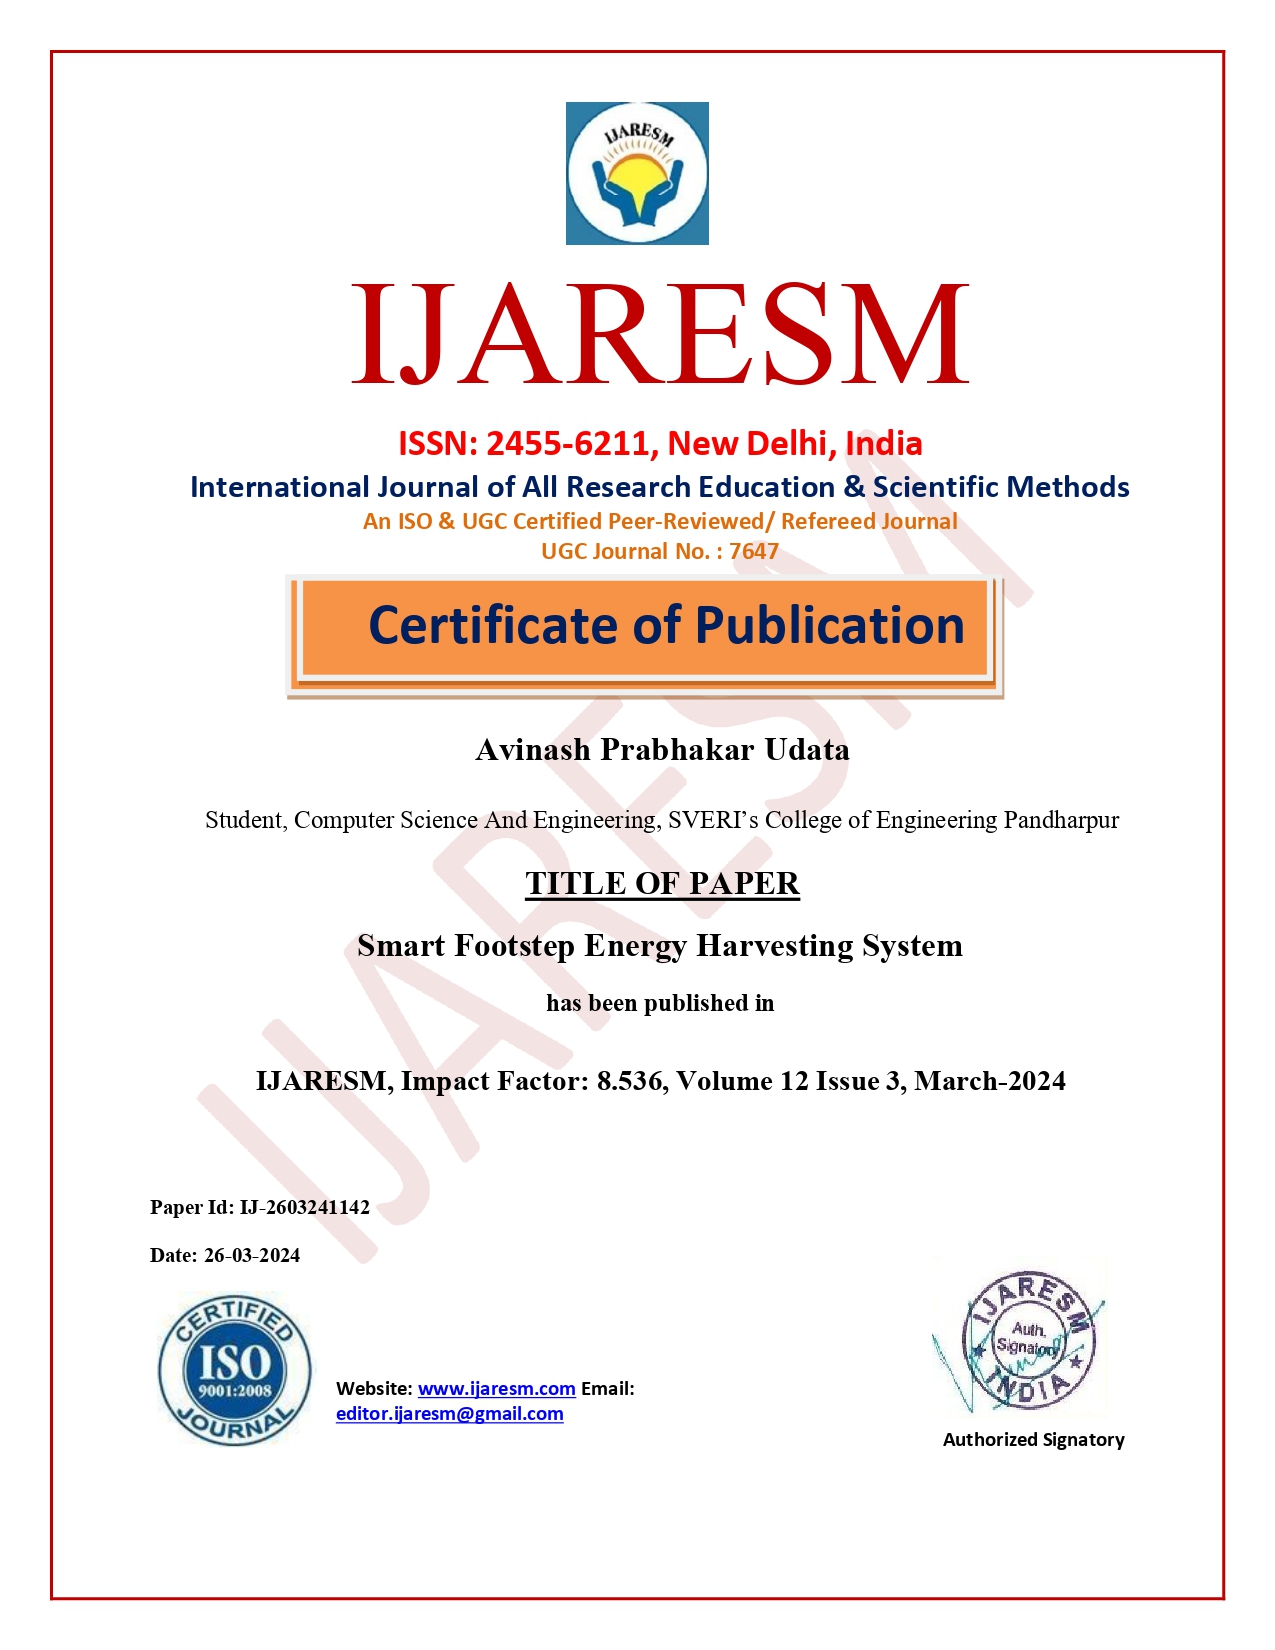 IJARESM
IJARESM
ISSN: 2455-6211, New Delhi, India
International Journal of All Research Education & Scientific Methods
An ISO & UGC Certified Peer-Reviewed/ Refereed Journal
UGC Journal No. : 7647
Certificate of Publication
Avinash Prabhakar Udata
Student, Computer Science And Engineering, SVERI’s College of Engineering Pandharpur
TITLE OF PAPER
Smart Footstep Energy Harvesting System
has been published in
IJARESM, Impact Factor: 8.536, Volume 12 Issue 3, March-2024
IJARESM
Paper Id: IJ-2603241142
Date: 26-03-2024
CERTIFIED
ISO
9001:2008
JOURNAL
Website: www.ijaresm.com Email:
editor.ijaresm@gmail.com
IJARESM
Auth.
Signatory
INDIA
Authorized Signatory